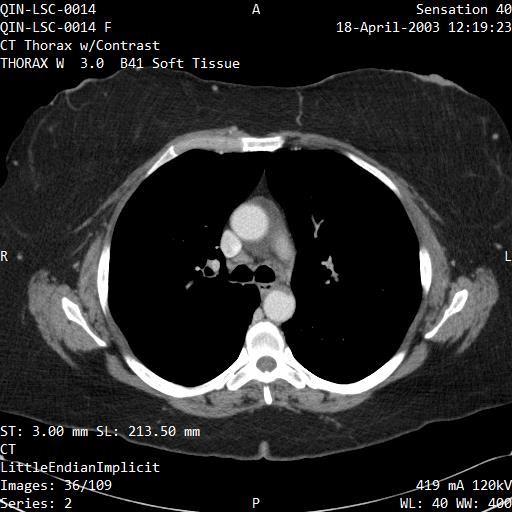 QIN-LSC-0014
A
Sensation 40
QIN-LSC-0014 F
18-April-2003 12:19:23
CT Thorax w/Contrast
THORAX W  3.0  B41 Soft Tissue
R
L
ST: 3.00 mm SL: 213.50 mm
CT
LittleEndianImplicit
Images: 36/109
419 mA 120kV
Series: 2
P
WL: 40 WW: 400